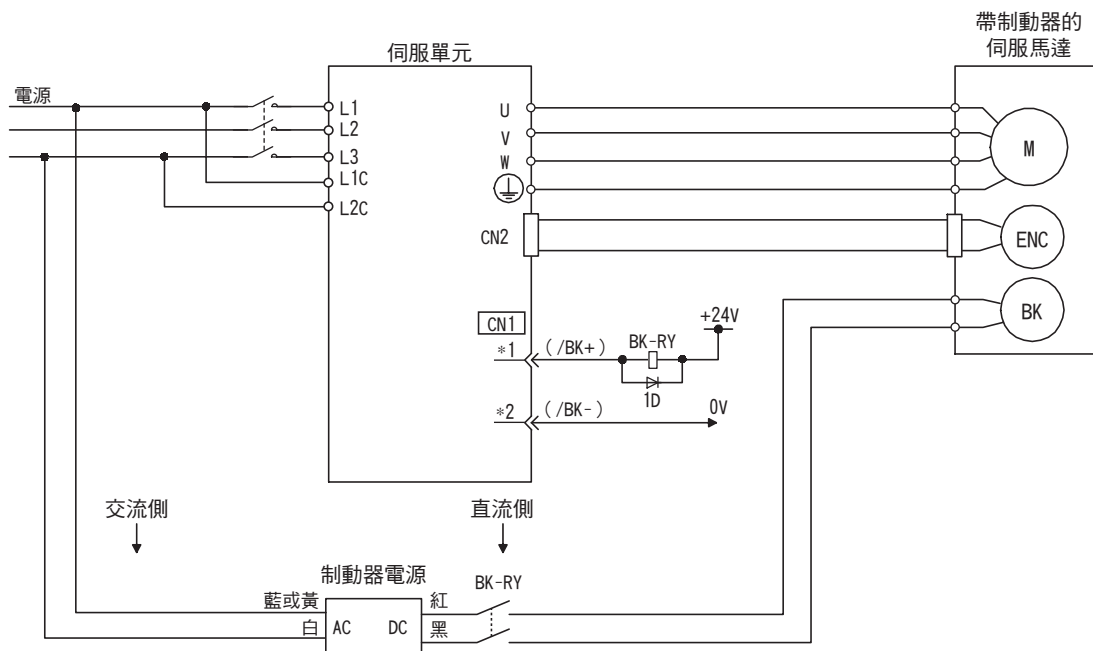 帶制動器的
伺服馬達
伺服單元
電源
L1
L2
L3
L1C
L2C
U
V
W
M
CN2
ENC
CN1
BK
+24V
*1
(/BK+)
BK-RY
1D
*2
(/BK-)
0V
交流側
直流側
制動器電源
BK-RY
藍或黃
紅
白
AC
DC
黑